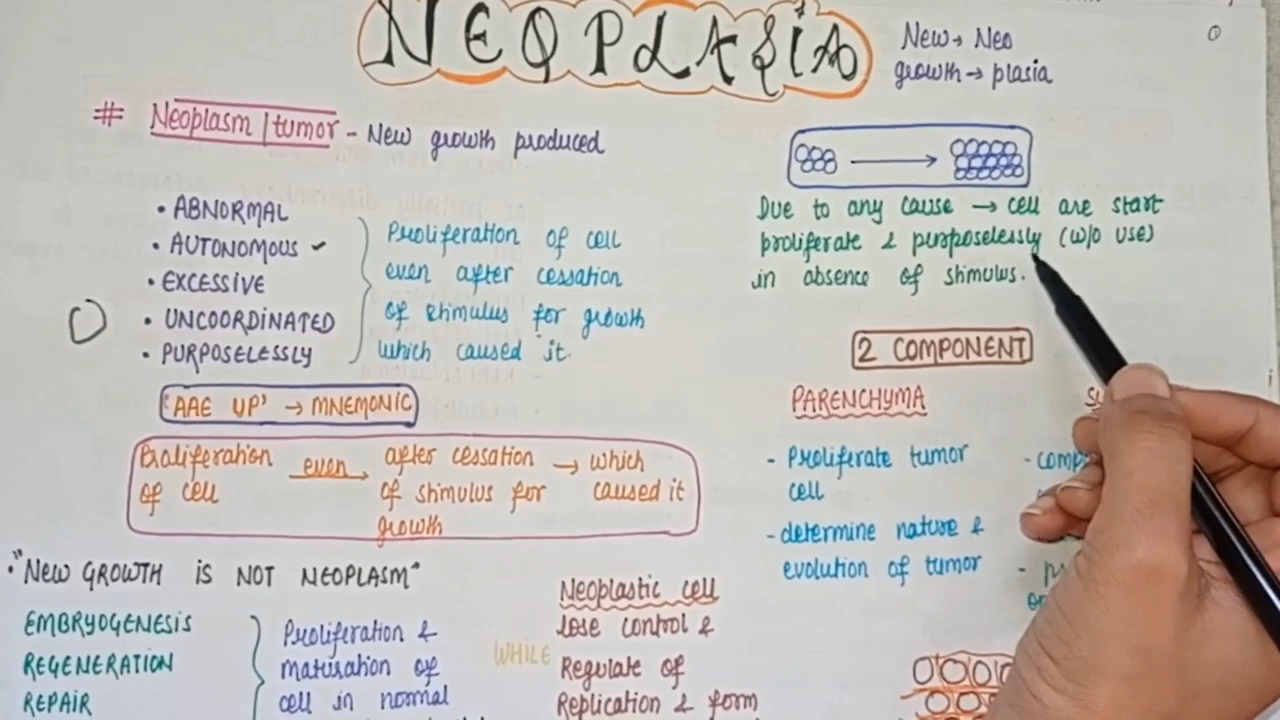 NEOPLASIA
New → Neo
growth → plasia
# Neoplasm / tumor - New growth produced
• ABNORMAL
• AUTONOMOUS
• EXCESSIVE
• UNCOORDINATED
• PURPOSELESSLY
Proliferation of cell
even after cessation
of stimulus for growth
which caused it.
'AAE UP' → MNEMONIC
Proliferation even after cessation → which
of cell of stimulus for caused it
growth
Due to any cause → cell are start
proliferate & purposelessly (w/o use)
in absence of stimulus.
2 COMPONENT
PARENCHYMA
- Proliferate tumor
cell
- determine nature &
evolution of tumor
"NEW GROWTH IS NOT NEOPLASM"
EMBRYOGENESIS
REGENERATION
REPAIR
Proliferation &
maturation of
cell in normal
WHILE
Neoplastic cell
lose control &
Regulate of
Replication & form